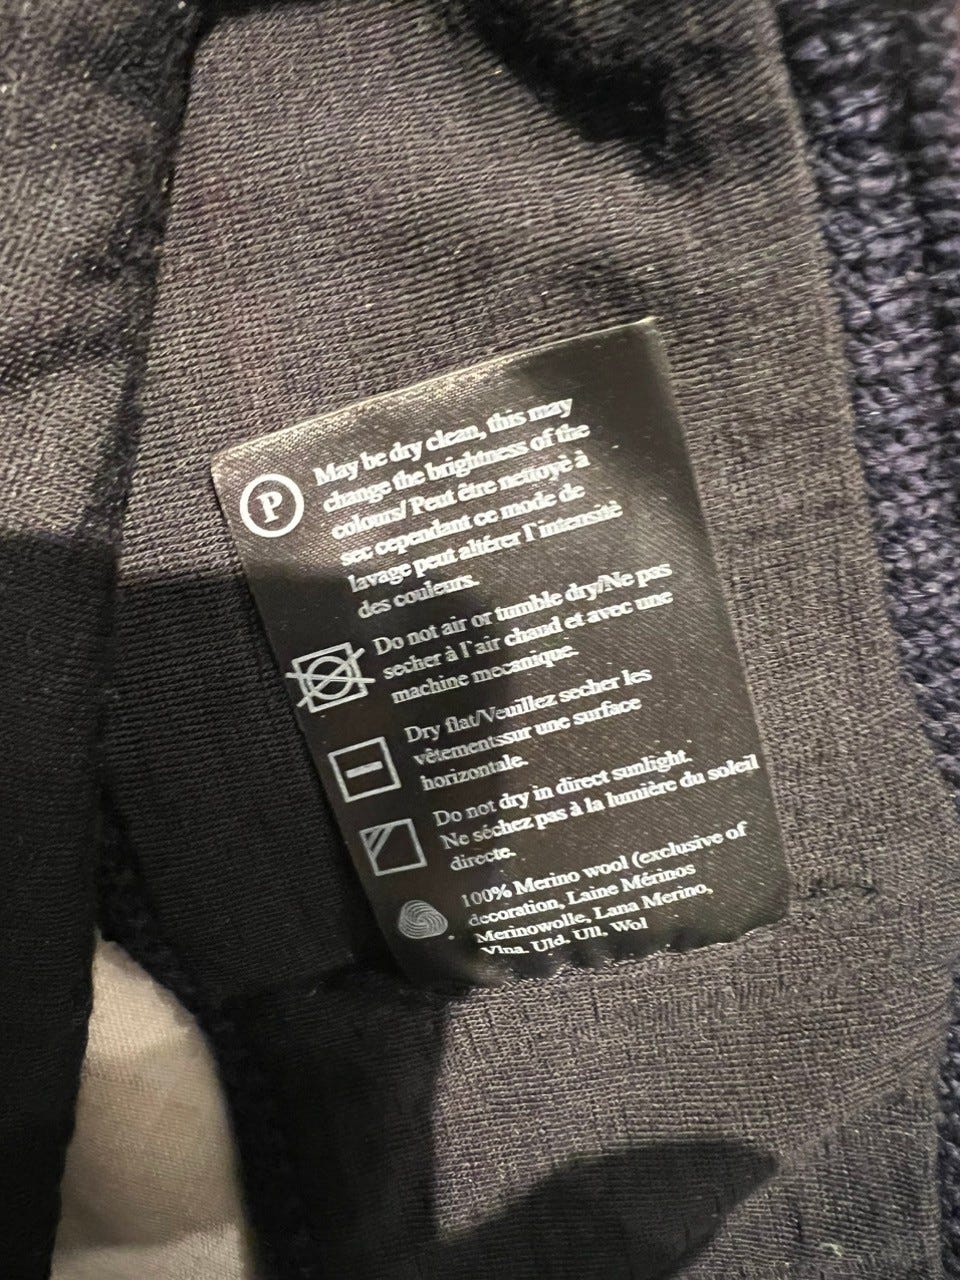 P
May be dry clean, this may
change the brightness of the
colours/ Peut être nettoyè à
sec cependant ce mode de
lavage peut altérer l'intensité
des couleurs.
Do not air or tumble dry/Ne pas
secher à l'air chaud et avec une
machine mecanique.
Dry flat/Veuillez secher les
vêtementssur une surface
horizontale.
Do not dry in direct sunlight.
Ne séchez pas à la lumière du soleil
directe.
100% Merino wool (exclusive of
decoration, Laine Mérinos
Merinowolle, Lana Merino,
Vlna, Uld. Ull, Wol